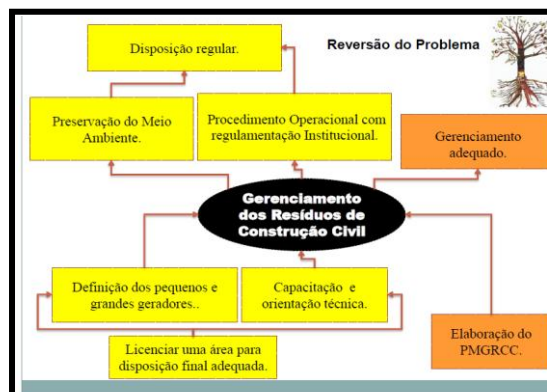 Reversão do Problema
Disposição regular.
Preservação do Meio
Ambiente.
Procedimento Operacional com
regulamentação Institucional.
Gerenciamento
adequado.
Gerenciamento
dos Resíduos de
Construção Civil
Definição dos pequenos e
grandes geradores..
Capacitação e
orientação técnica.
Licenciar uma área para
disposição final adequada.
Elaboração do
PMGRCC.